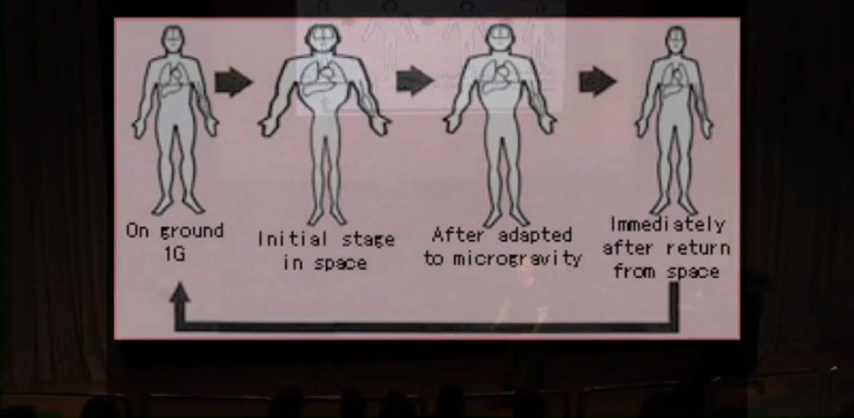 On ground
1G
Initial stage
in space
After adapted
to microgravity
Immediately
after return
from space